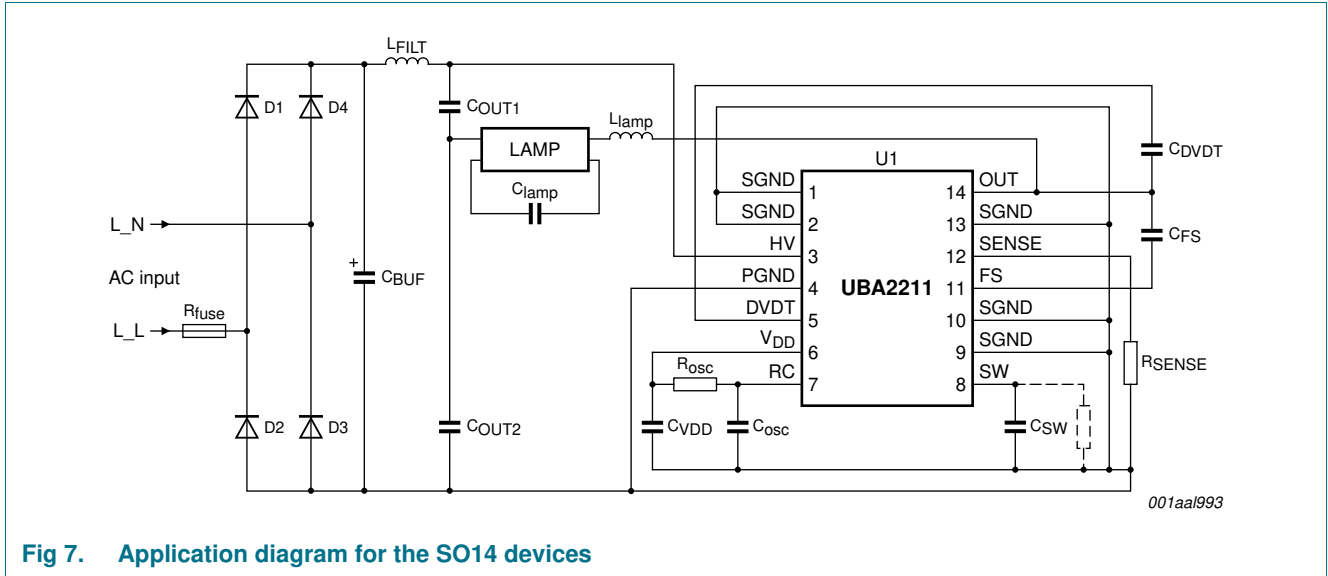 LFILT
D1
D4
COUT1
Llamp
LAMP
Clamp
CDVDT
U1
SGND 1
14 OUT
SGND 2
13 SGND
CFS
L_N
HV 3
12 SENSE
AC input
+
CBUF
PGND 4
UBA2211
11 FS
Rfuse
DVDT 5
10 SGND
L_L
VDD 6
9 SGND
Rosc
RC 7
8 SW
RSENSE
D2
D3
COUT2
CVDD
Cosc
CSW
001aal993
Fig 7. Application diagram for the SO14 devices